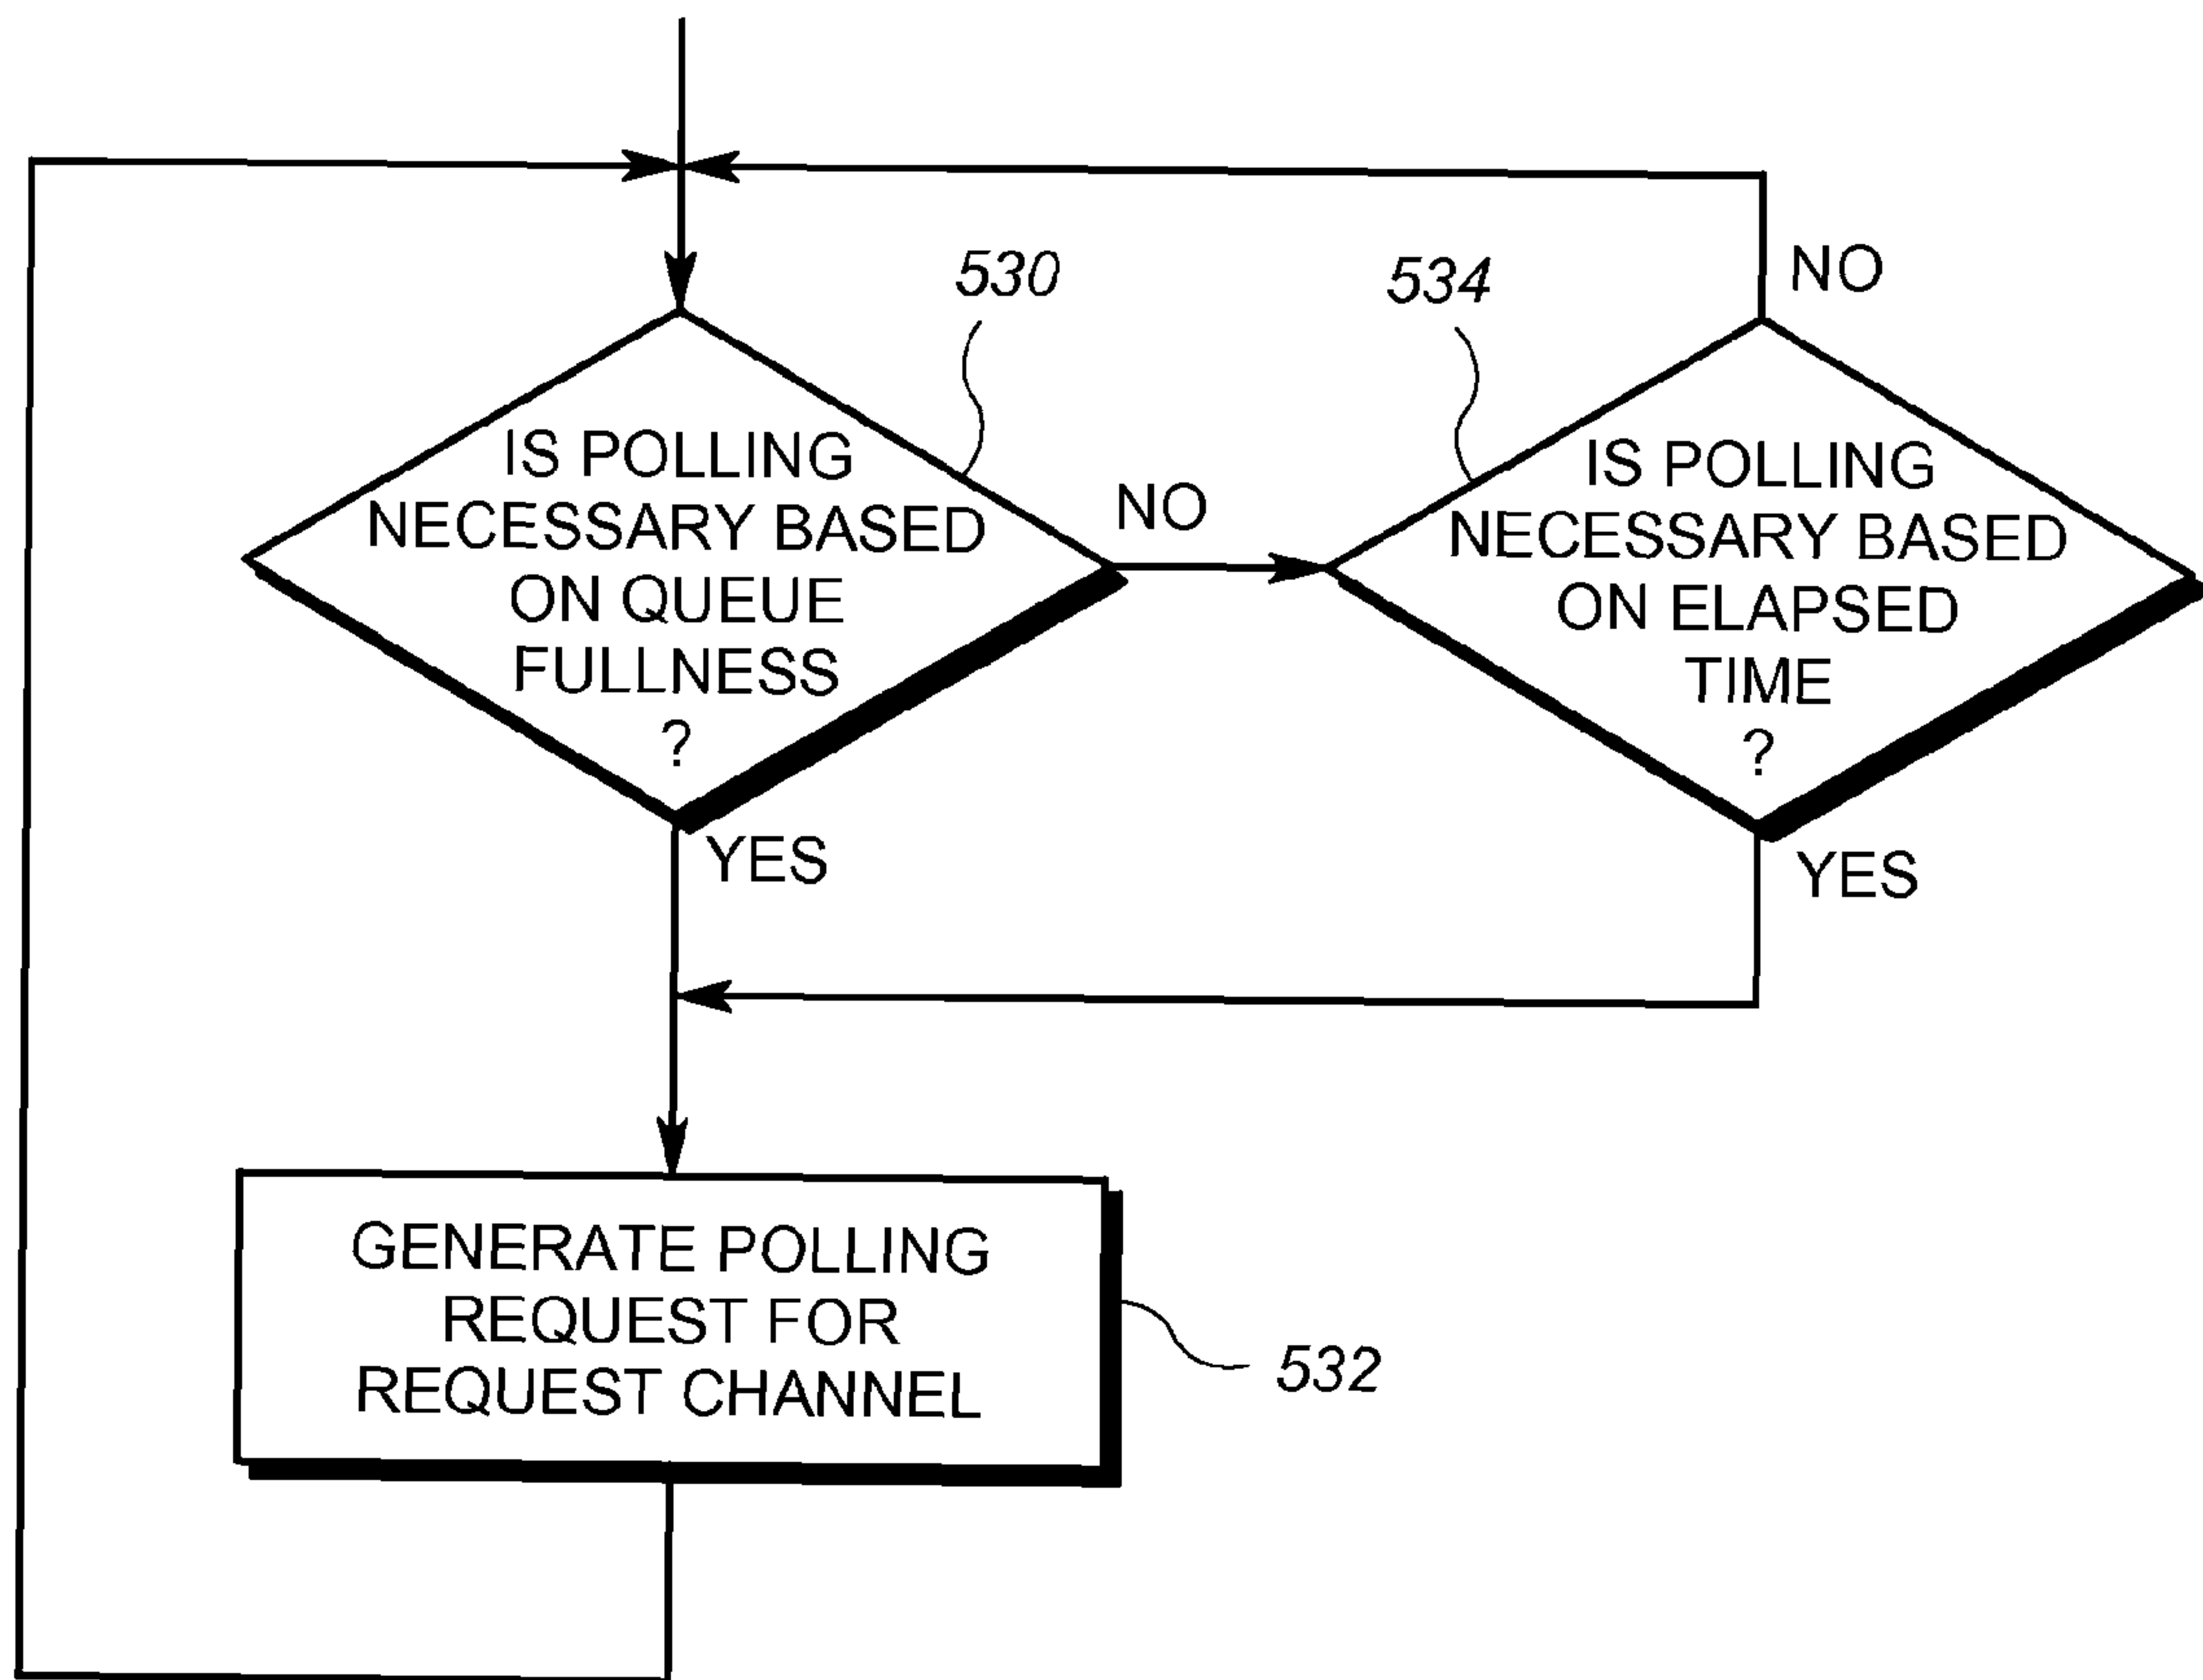 530
534
NO
IS POLLING
NECESSARY BASED
ON QUEUE
FULLNESS
?
NO
IS POLLING
NECESSARY BASED
ON ELAPSED
TIME
?
YES
YES
GENERATE POLLING
REQUEST FOR
REQUEST CHANNEL
532